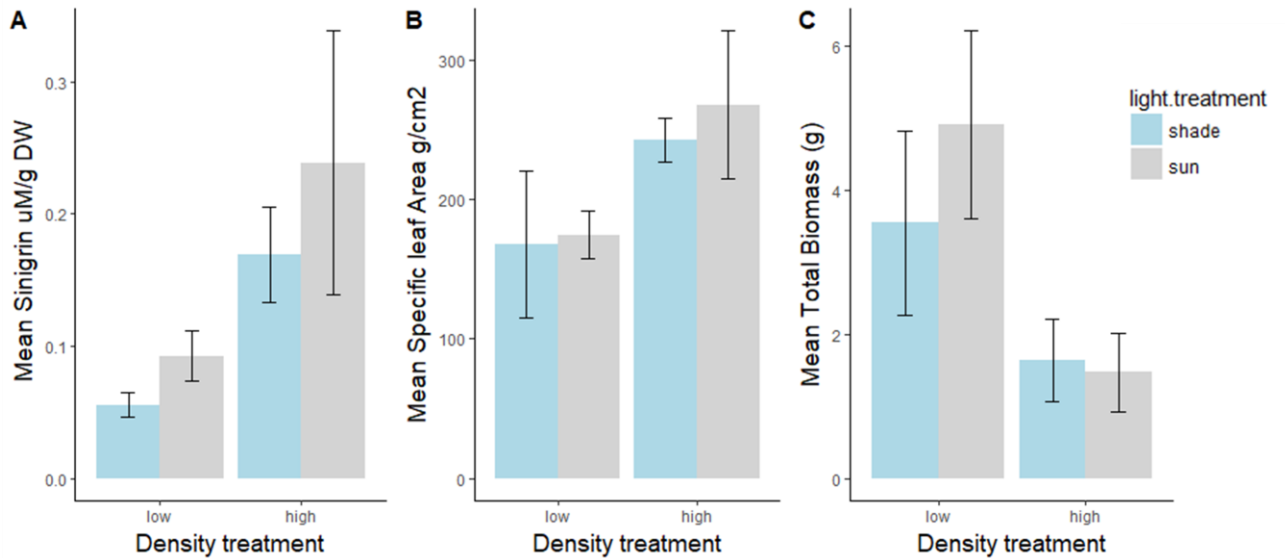 A
Mean Sinigrin uM/g DW
0.3
0.2
0.1
0.0
low high
Density treatment
B
Mean Specific leaf Area g/cm2
300
200
100
0
low high
Density treatment
C
Mean Total Biomass (g)
6
4
2
0
low high
Density treatment
light.treatment
shade
sun